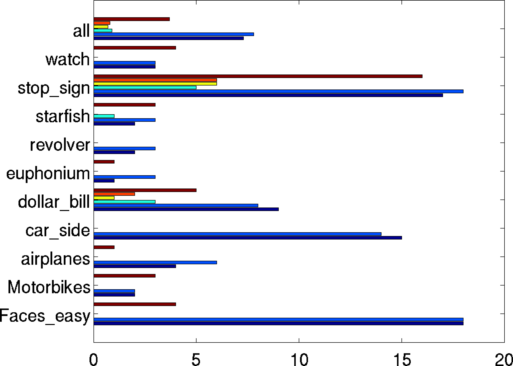 all
watch
stop_sign
starfish
revolver
euphonium
dollar_bill
car_side
airplanes
Motorbikes
Faces_easy
0 5 10 15 20